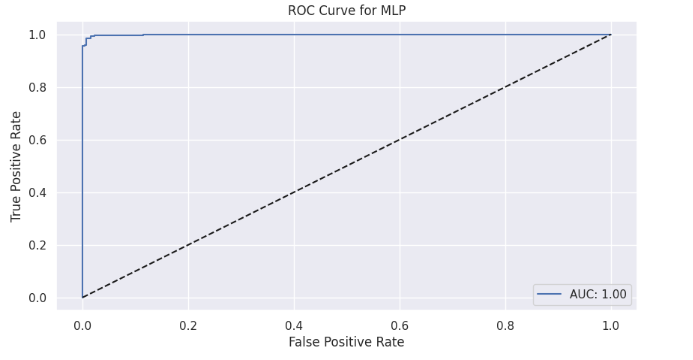 ROC Curve for MLP
True Positive Rate
1.0
0.8
0.6
0.4
0.2
0.0
AUC: 1.00
0.0 0.2 0.4 0.6 0.8 1.0
False Positive Rate